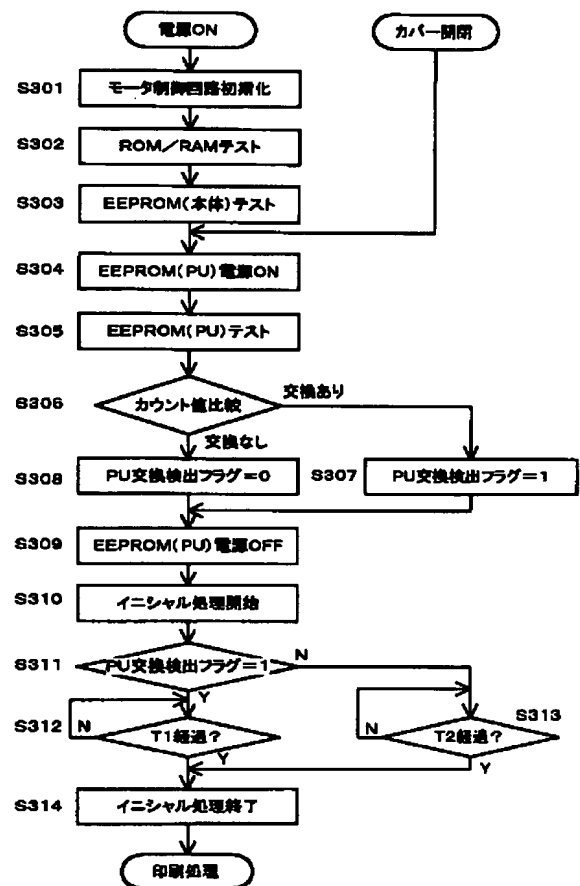 電源ON
カバー開閉
S301
モータ制御回路初期化
S302
ROM/RAMテスト
S303
EEPROM(本体)テスト
S304
EEPROM(PU)電源ON
S305
EEPROM(PU)テスト
S306
カウント値比較
交換あり
交換なし
S308
PU交換検出フラグ=0
S307
PU交換検出フラグ=1
S309
EEPROM(PU)電源OFF
S310
イニシャル処理開始
S311
PU交換検出フラグ=1
N
Y
S312
N
T1経過?
Y
S313
N
T2経過?
Y
S314
イニシャル処理終了
印刷処理